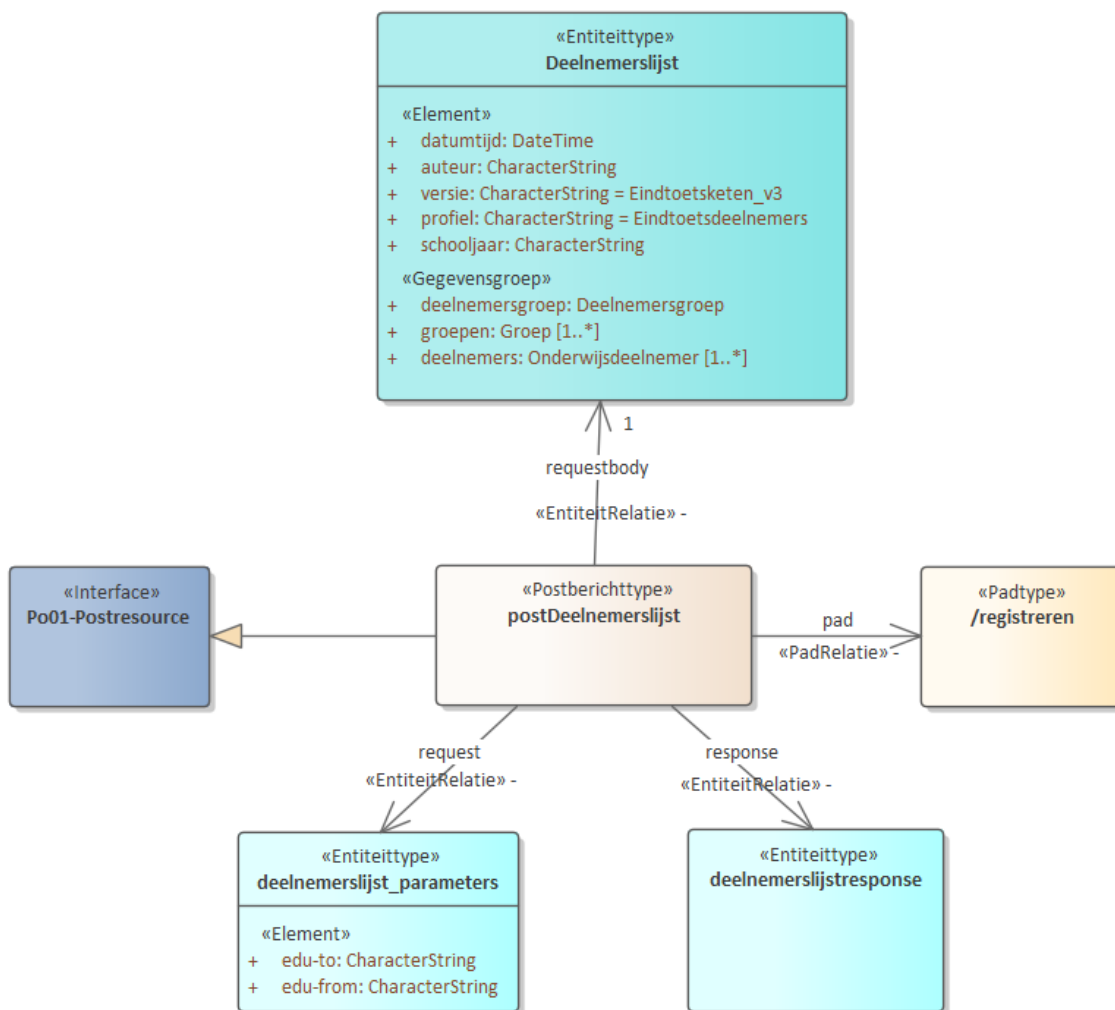 «Entiteittype»
Deelnemerslijst
«Element»
+ datumtijd: DateTime
+ auteur: CharacterString
+ versie: CharacterString = Eindtoetsketen_v3
+ profiel: CharacterString = Eindtoetsdeelnemers
+ schooljaar: CharacterString
«Gegevensgroep»
+ deelnemersgroep: Deelnemersgroep
+ groepen: Groep [1..*]
+ deelnemers: Onderwijsdeelnemer [1..*]
1
requestbody
«EntiteitRelatie» -
«Interface»
Po01-Postresource
«Postberichttype»
postDeelnemerslijst
pad
«PadRelatie» -
«Padtype»
/registreren
request
«EntiteitRelatie» -
response
«EntiteitRelatie» -
«Entiteittype»
deelnemerslijst_parameters
«Element»
+ edu-to: CharacterString
+ edu-from: CharacterString
«Entiteittype»
deelnemerslijstresponse